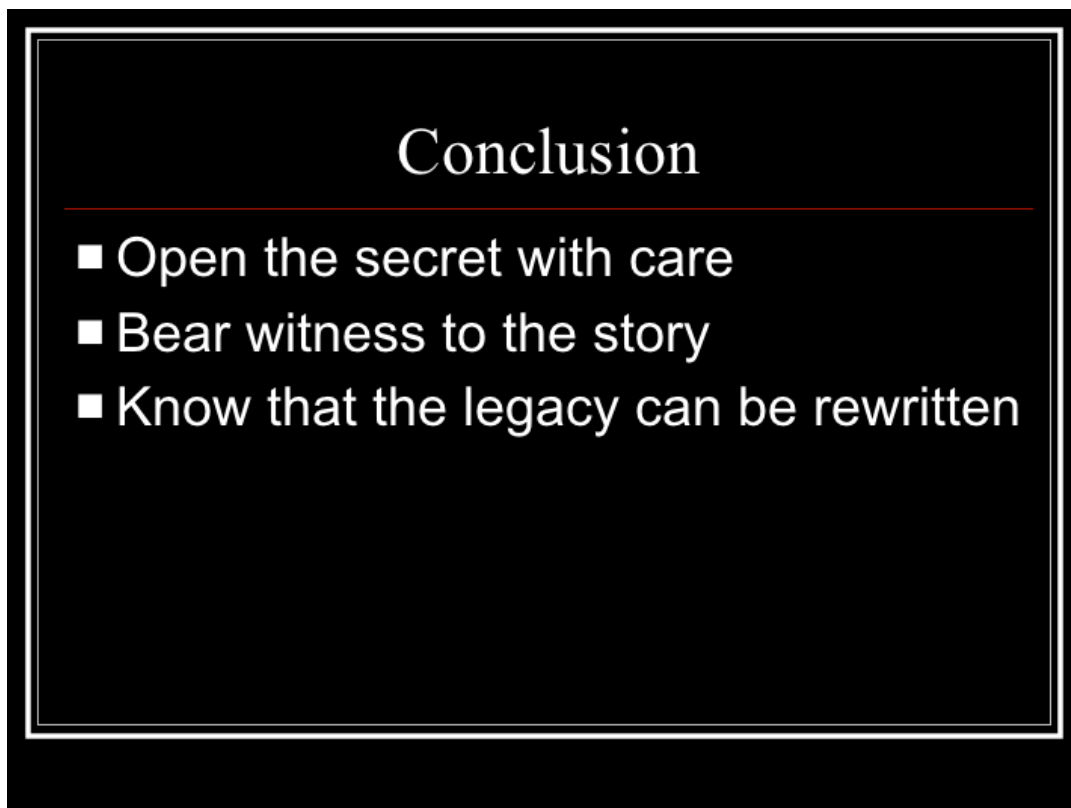 Conclusion
■ Open the secret with care
■ Bear witness to the story
■ Know that the legacy can be rewritten